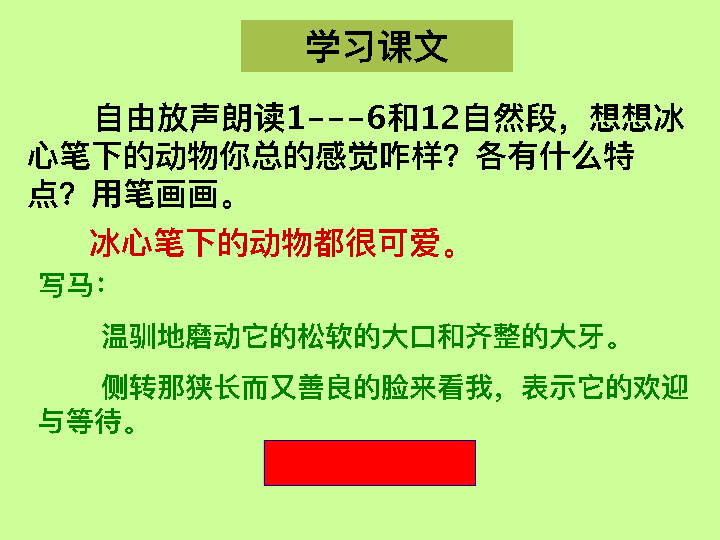 学习课文
自由放声朗读1---6和12自然段，想想冰
心笔下的动物你总的感觉咋样？各有什么特
点？用笔画画。
冰心笔下的动物都很可爱。
写马：
温驯地磨动它的松软的大口和齐整的大牙。
侧转那狭长而又善良的脸来看我，表示它的欢迎
与等待。